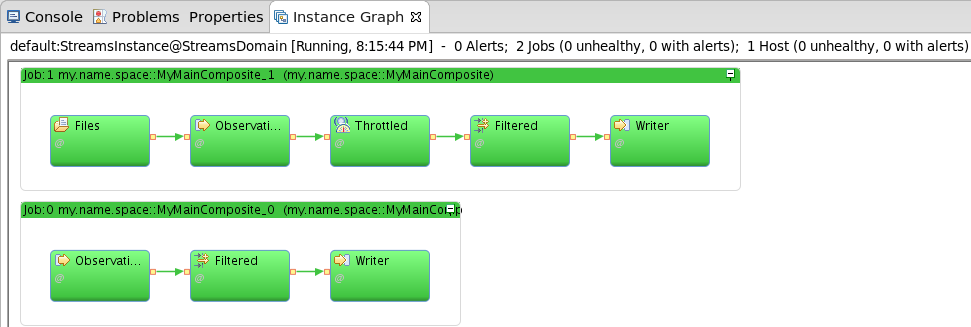 Console Problems Properties Instance Graph
default:StreamsInstance@StreamsDomain [Running, 8:15:44 PM] - 0 Alerts; 2 Jobs (0 unhealthy, 0 with alerts); 1 Host (0 unhealthy, 0 with alerts)
Job:1 my.name.space::MyMainComposite_1 (my.name.space::MyMainComposite)
Files Observati... Throttled Filtered Writer
@ @ @ @ @
Job:0 my.name.space::MyMainComposite_0 (my.name.space::MyMainComp
Observati... Filtered Writer
@ @ @